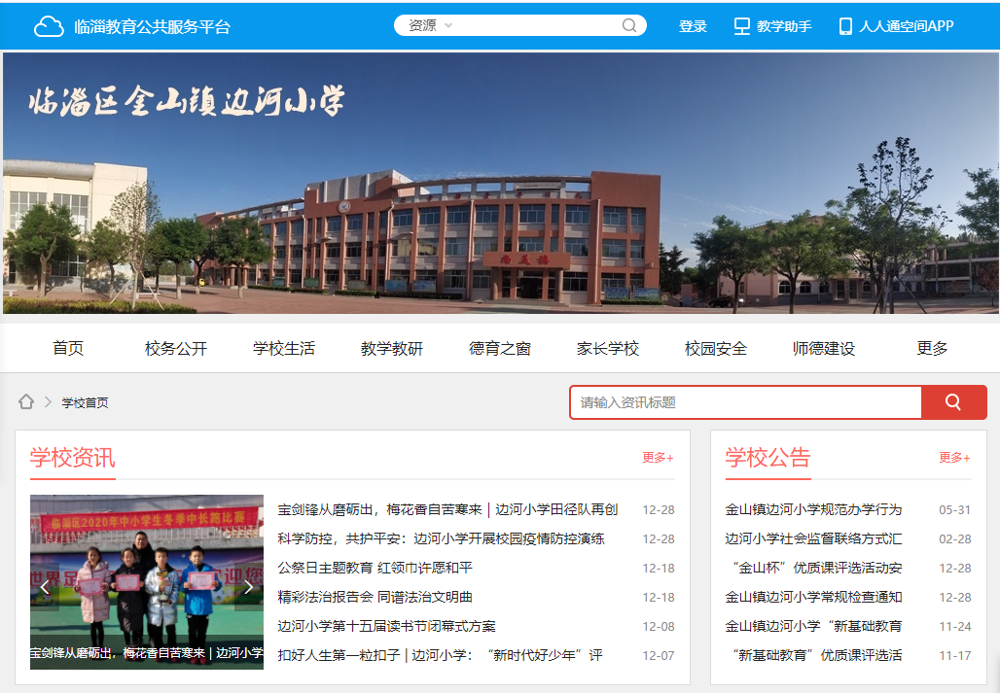 临淄教育公共服务平台
资源
登录
教学助手
人人通空间APP
临淄区金山镇边河小学
尚美楼
首页
校务公开
学校生活
教学教研
德育之窗
家长学校
校园安全
师德建设
更多
学校首页
请输入资讯标题
学校资讯
更多+
临淄区2020年中小学生冬季中长跑比赛
宝剑锋从磨砺出，梅花香自苦寒来 | 边河小学
宝剑锋从磨砺出，梅花香自苦寒来 | 边河小学田径队再创 12-28
科学防控，共护平安：边河小学开展校园疫情防控演练 12-28
公祭日主题教育 红领巾许愿和平 12-18
精彩法治报告会 同谱法治文明曲 12-18
边河小学第十五届读书节闭幕式方案 12-08
扣好人生第一粒扣子 | 边河小学：“新时代好少年”评 12-07
学校公告
更多+
金山镇边河小学规范办学行为 05-31
边河小学社会监督联络方式汇 02-28
“金山杯”优质课评选活动安 12-28
金山镇边河小学常规检查通知 12-28
金山镇边河小学“新基础教育 11-24
“新基础教育”优质课评选活 11-17